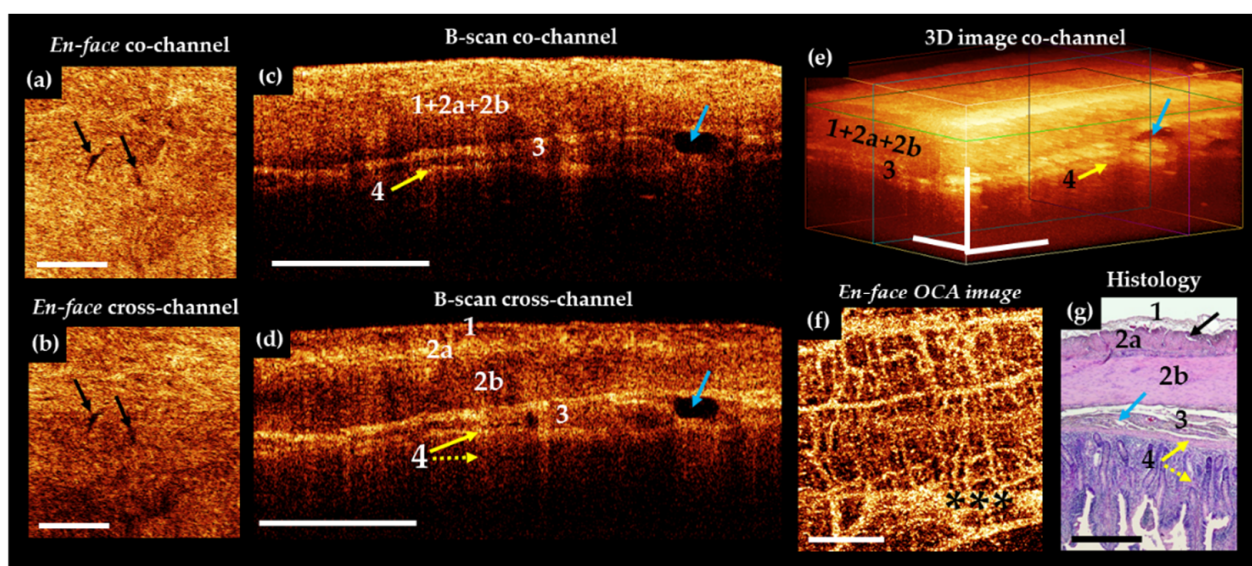 En-face co-channel
(a)
B-scan co-channel
(c)
1+2a+2b
3
4
3D image co-channel
(e)
1+2a+2b
3
4
En-face cross-channel
(b)
B-scan cross-channel
(d)
1
2a
2b
3
4
En-face OCA image
(f)
***
Histology
(g)
1
2a
2b
3
4